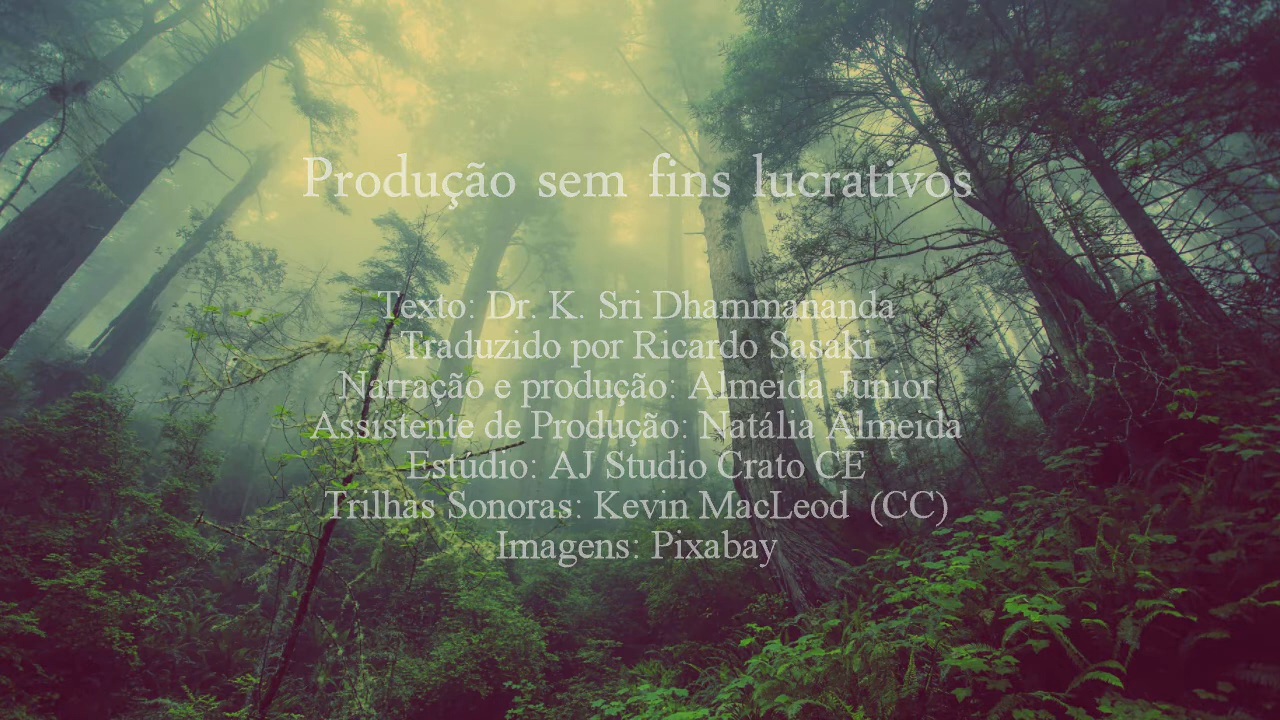 Produção sem fins lucrativos
Texto: Dr. K. Sri Dhammananda
Traduzido por Ricardo Sasaki
Narração e produção: Almeida Junior
Assistente de Produção: Natália Almeida
Estúdio: AJ Studio Crato CE
Trilhas Sonoras: Kevin MacLeod (CC)
Imagens: Pixabay